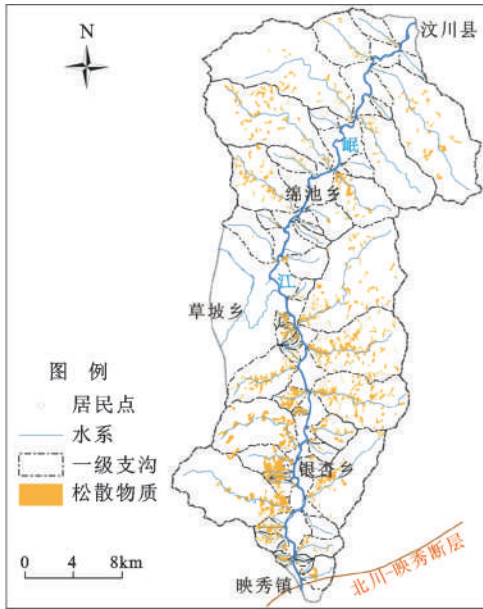 汶川县
N
岷
绵池乡
江
草坡乡
图 例
居民点
水系
一级支沟
松散物质
银杏乡
0 4 8km
映秀镇
北川-映秀断层